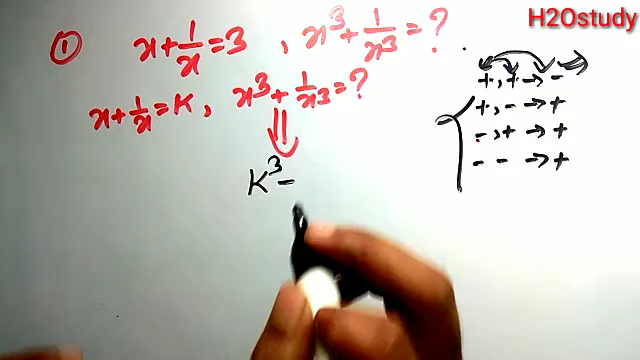 H2Ostudy
① x+1/x=3 , x³+1/x³=?
x+1/x=K, x³+1/x³=?
K³-
+,+→-
+,-→+
-,+→+
- -→+